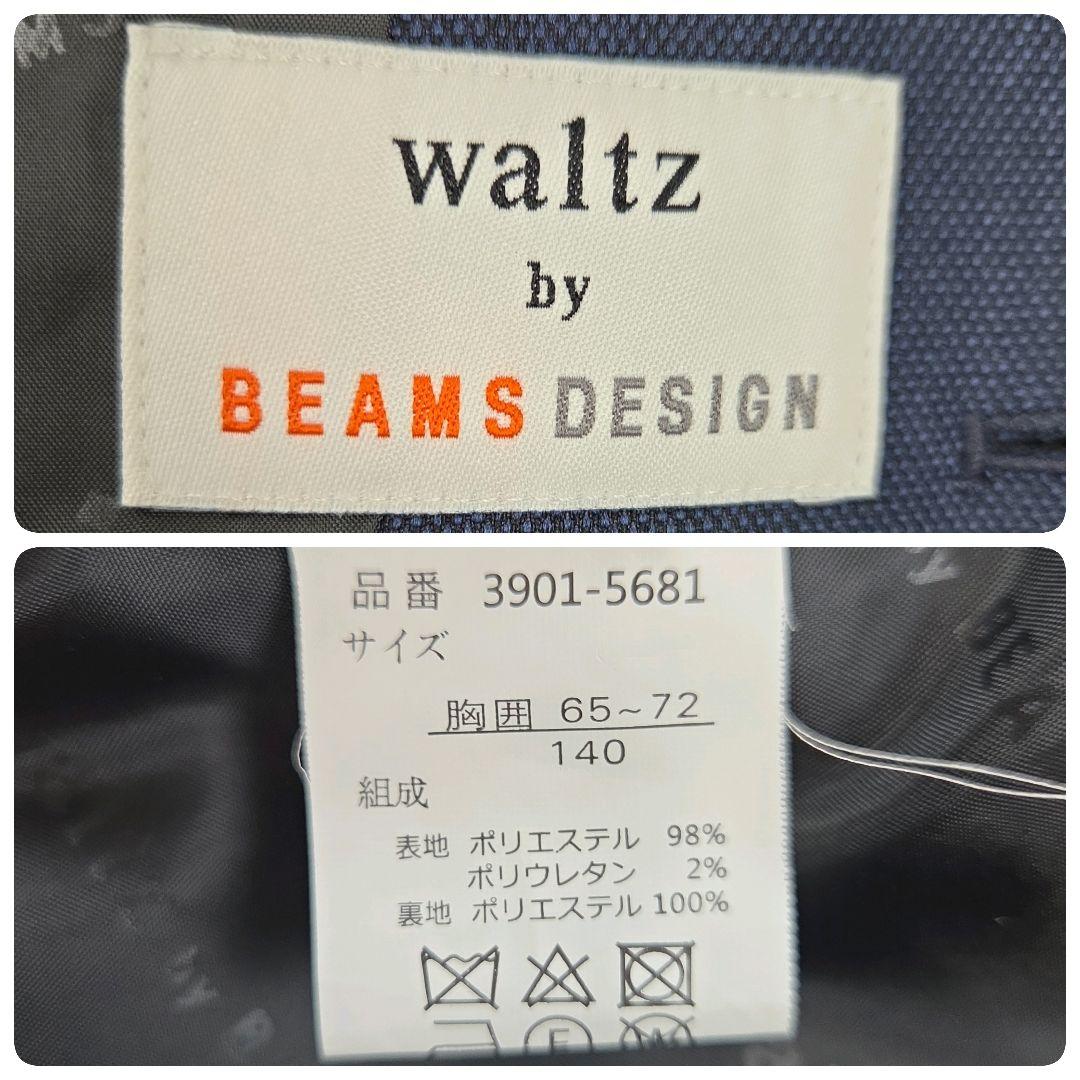 waltz
by
BEAMS DESIGN
品番 3901-5681
サイズ
胸囲 65~72
140
組成
表地 ポリエステル 98%
ポリウレタン 2%
裏地 ポリエステル 100%